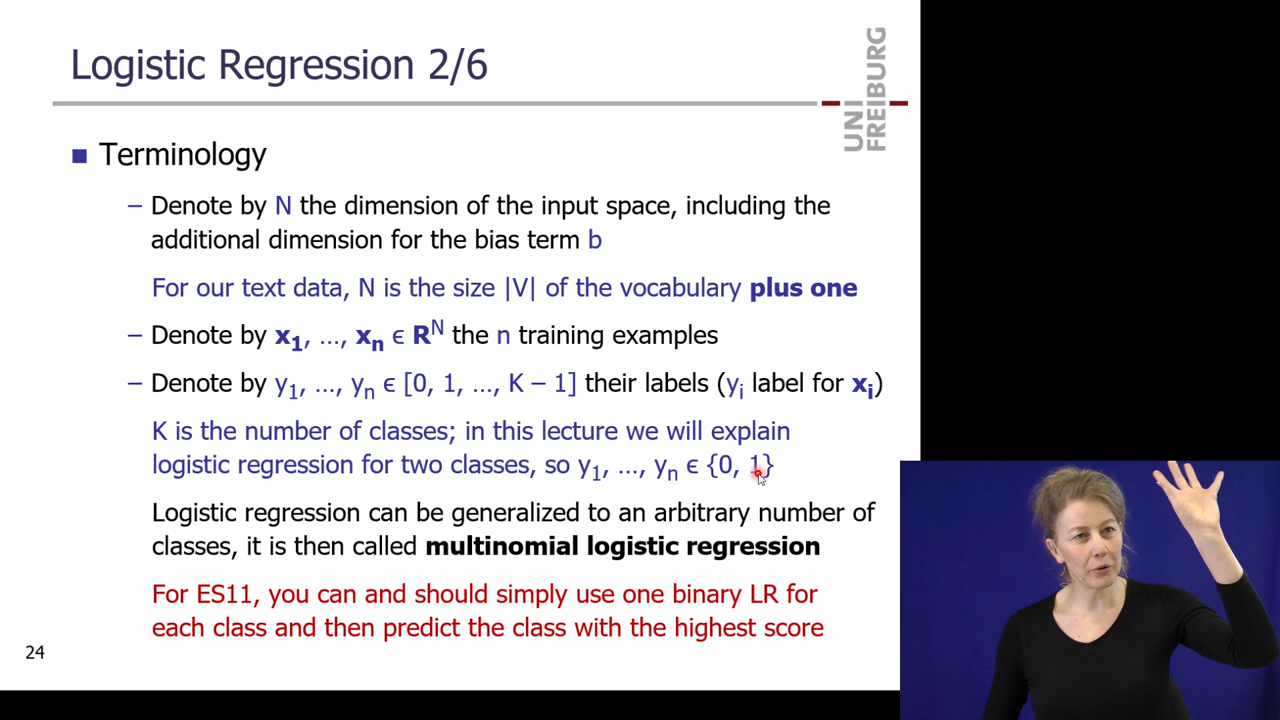 Logistic Regression 2/6
UNI
FREIBURG
Terminology
– Denote by N the dimension of the input space, including the
additional dimension for the bias term b
For our text data, N is the size |V| of the vocabulary plus one
– Denote by x₁, …, xₙ ϵ Rᴺ the n training examples
– Denote by y₁, …, yₙ ϵ [0, 1, …, K – 1] their labels (yᵢ label for xᵢ)
K is the number of classes; in this lecture we will explain
logistic regression for two classes, so y₁, …, yₙ ϵ {0, 1}
Logistic regression can be generalized to an arbitrary number of
classes, it is then called multinomial logistic regression
For ES11, you can and should simply use one binary LR for
each class and then predict the class with the highest score
24